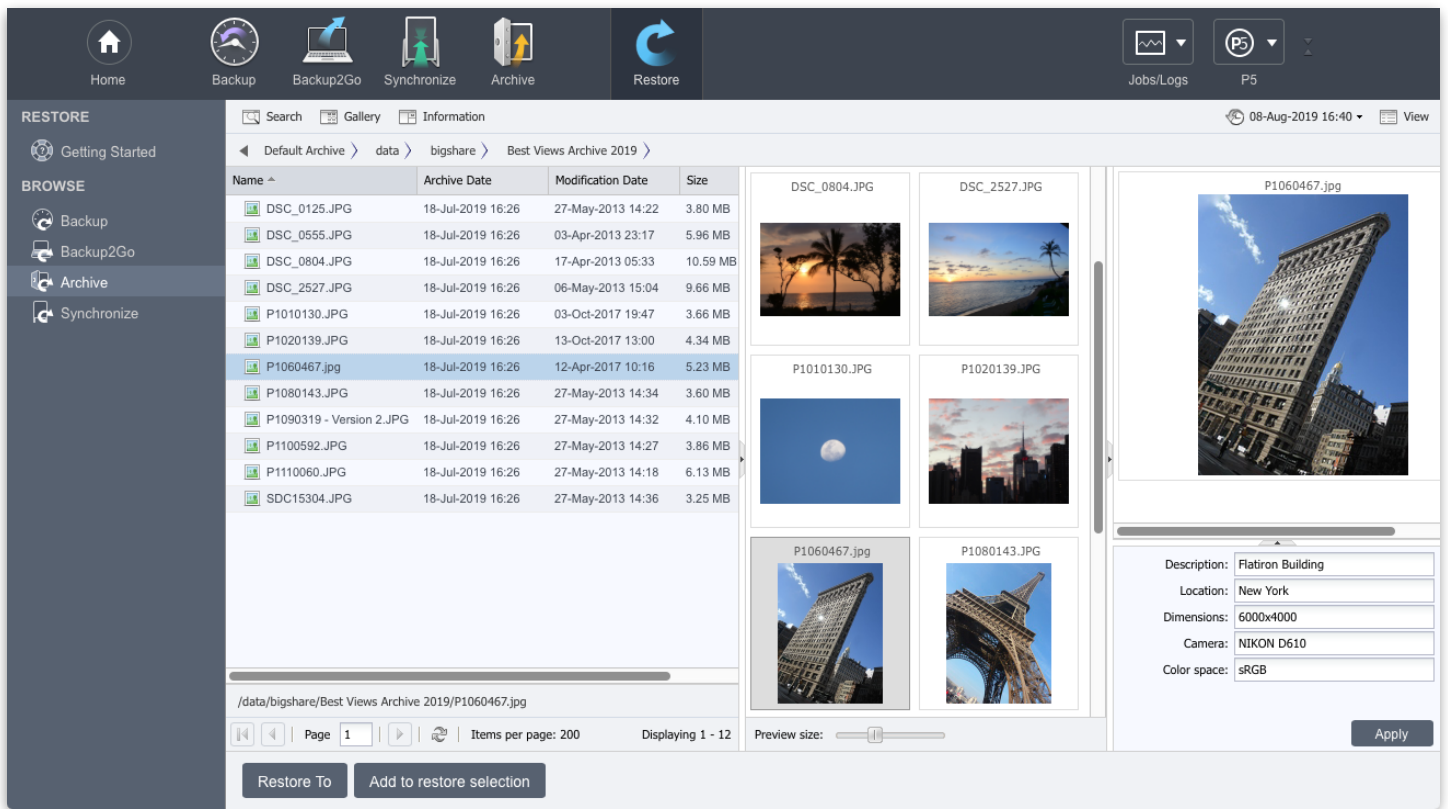 Home Backup Backup2Go Synchronize Archive Restore Jobs/Logs P5 P5
RESTORE
Getting Started
BROWSE
Backup
Backup2Go
Archive
Synchronize
Search Gallery Information 08-Aug-2019 16:40 View
Default Archive data bigshare Best Views Archive 2019
Name Archive Date Modification Date Size
DSC_0125.JPG 18-Jul-2019 16:26 27-May-2013 14:22 3.80 MB
DSC_0555.JPG 18-Jul-2019 16:26 03-Apr-2013 23:17 5.96 MB
DSC_0804.JPG 18-Jul-2019 16:26 17-Apr-2013 05:33 10.59 MB
DSC_2527.JPG 18-Jul-2019 16:26 06-May-2013 15:04 9.66 MB
P1010130.JPG 18-Jul-2019 16:26 03-Oct-2017 19:47 3.66 MB
P1020139.JPG 18-Jul-2019 16:26 13-Oct-2017 13:00 4.34 MB
P1060467.jpg 18-Jul-2019 16:26 12-Apr-2017 10:16 5.23 MB
P1080143.JPG 18-Jul-2019 16:26 27-May-2013 14:34 3.60 MB
P1090319 - Version 2.JPG 18-Jul-2019 16:26 27-May-2013 14:32 4.10 MB
P1100592.JPG 18-Jul-2019 16:26 27-May-2013 14:27 3.86 MB
P1110060.JPG 18-Jul-2019 16:26 27-May-2013 14:18 6.13 MB
SDC15304.JPG 18-Jul-2019 16:26 27-May-2013 14:36 3.25 MB
/data/bigshare/Best Views Archive 2019/P1060467.jpg
Page 1 Items per page: 200 Displaying 1 - 12
DSC_0804.JPG DSC_2527.JPG
P1010130.JPG P1020139.JPG
P1060467.jpg P1080143.JPG
Preview size:
P1060467.jpg
Description: Flatiron Building
Location: New York
Dimensions: 6000x4000
Camera: NIKON D610
Color space: sRGB
Apply
Restore To Add to restore selection